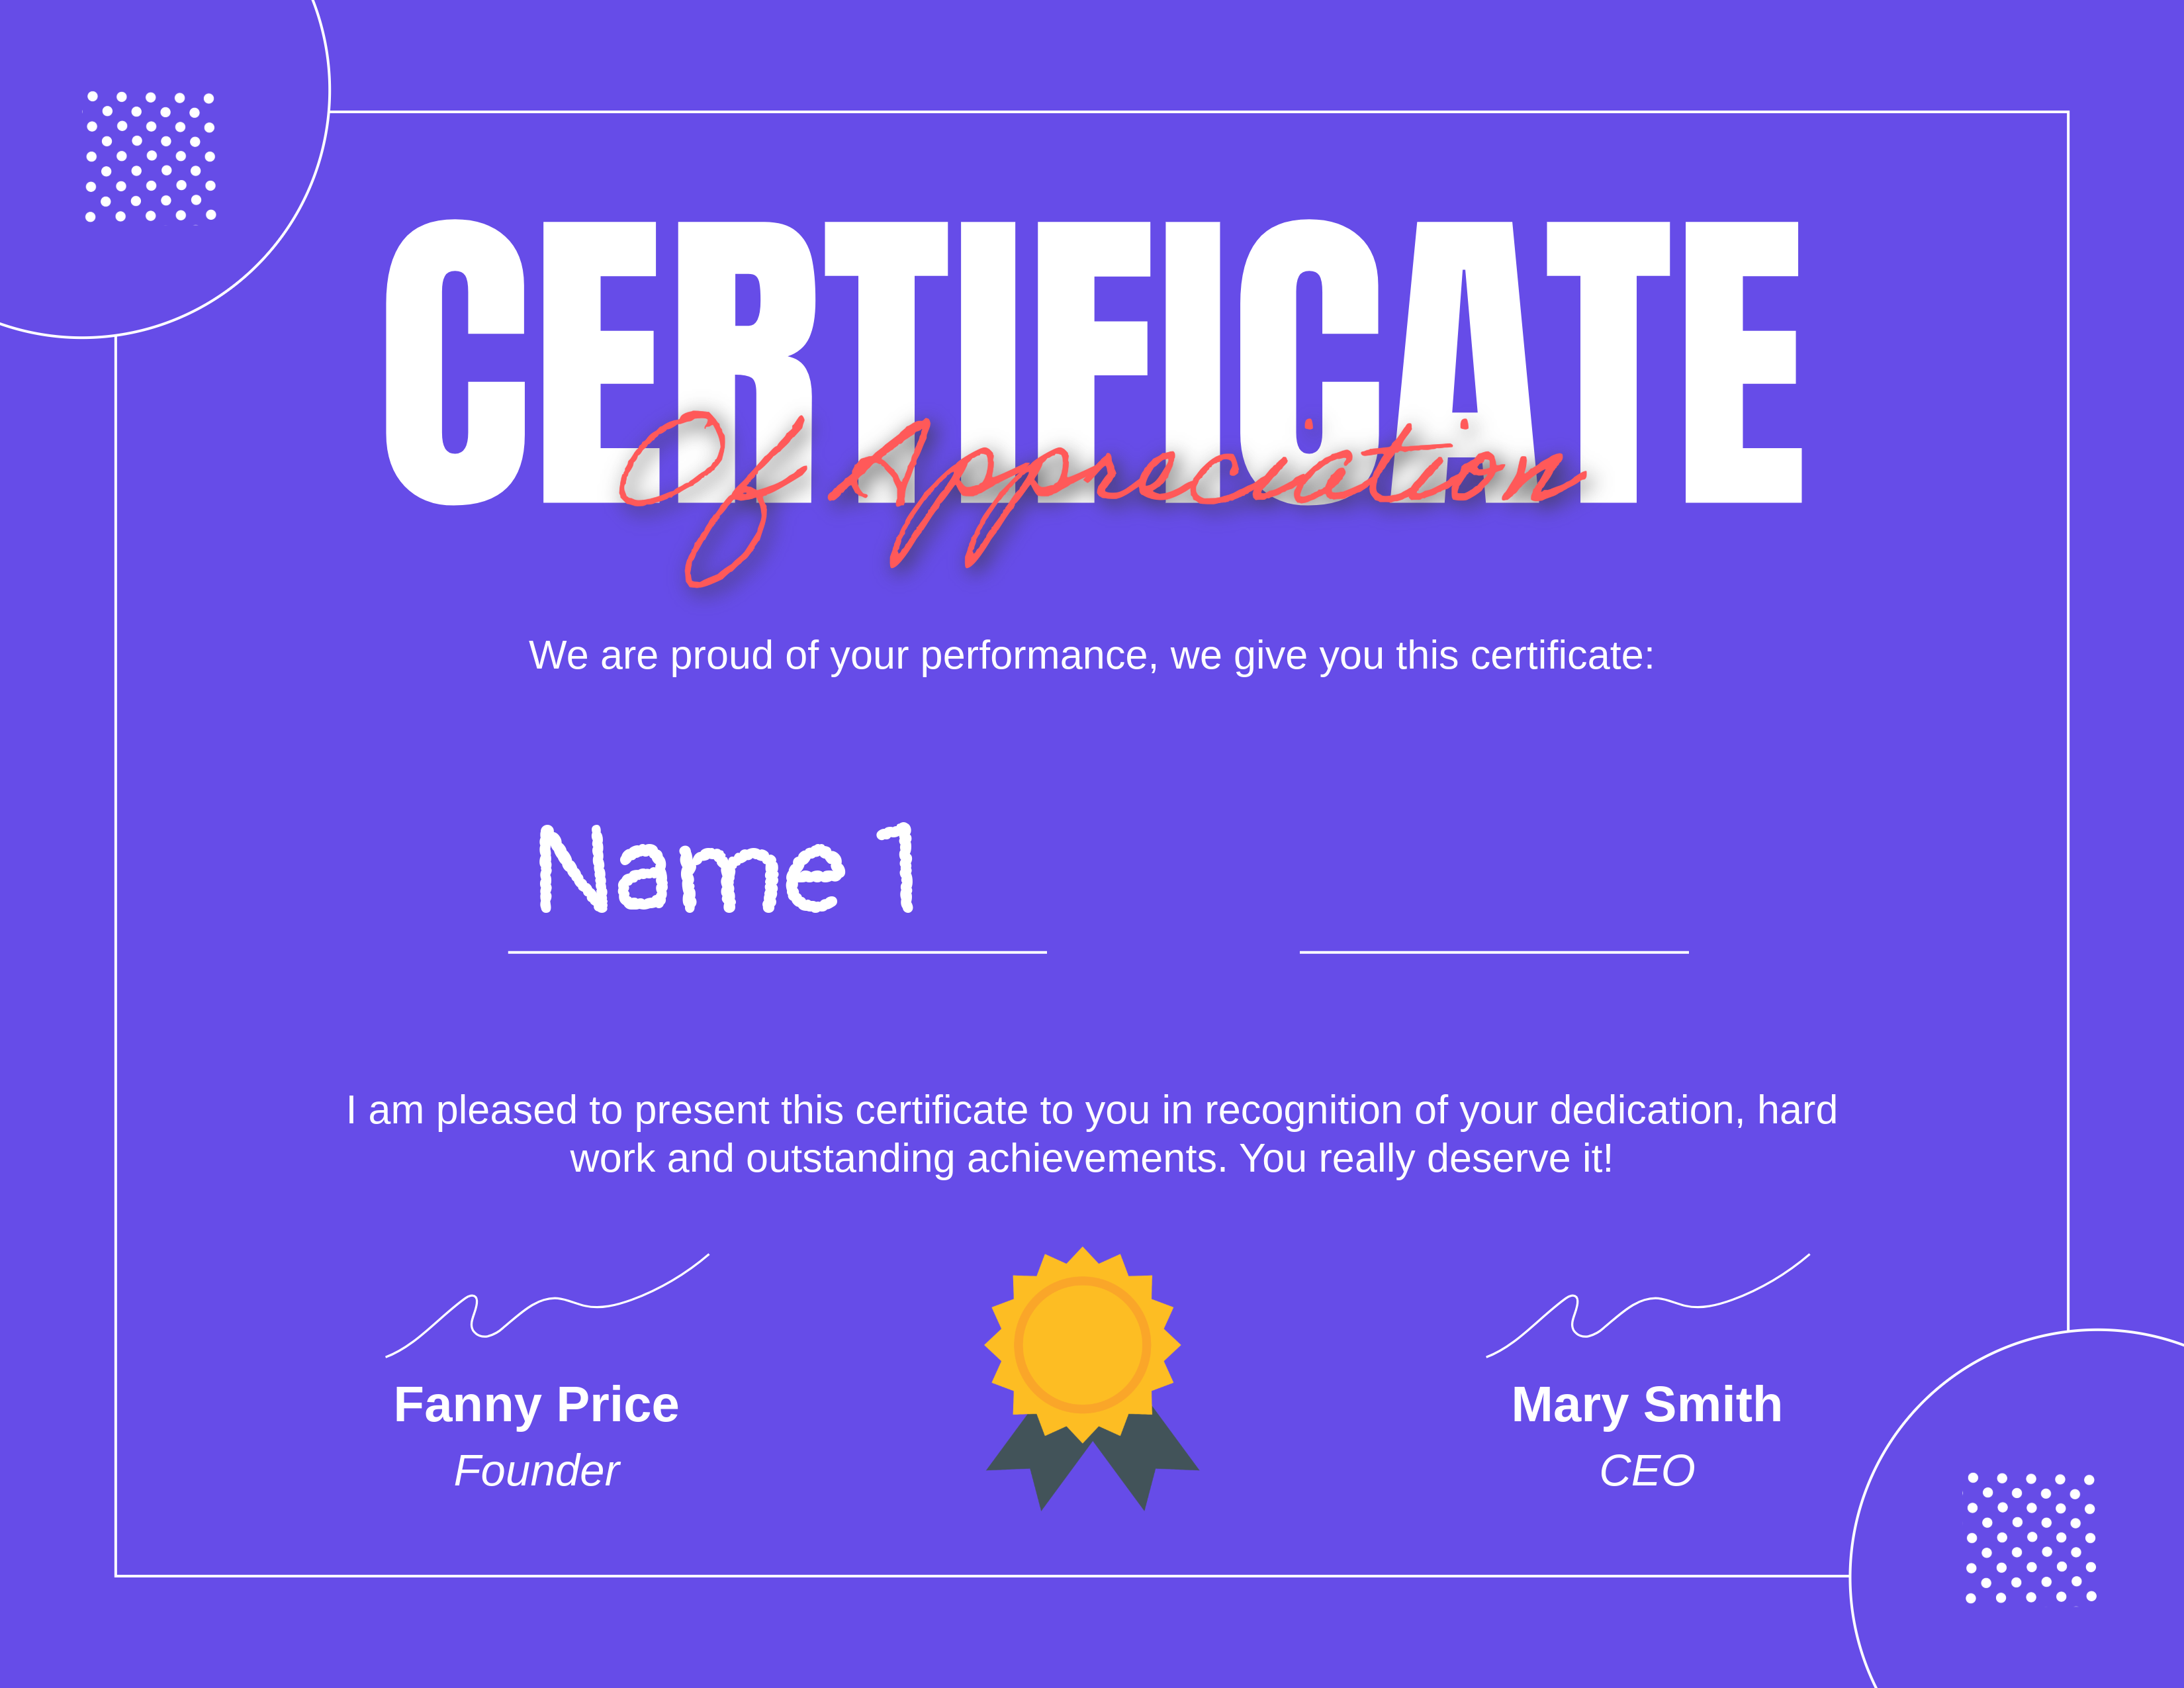 CERTIFICATE
Of Appreciation
We are proud of your performance, we give you this certificate:
Name 1
I am pleased to present this certificate to you in recognition of your dedication, hard
work and outstanding achievements. You really deserve it!
Fanny Price
Mary Smith
Founder
CEO